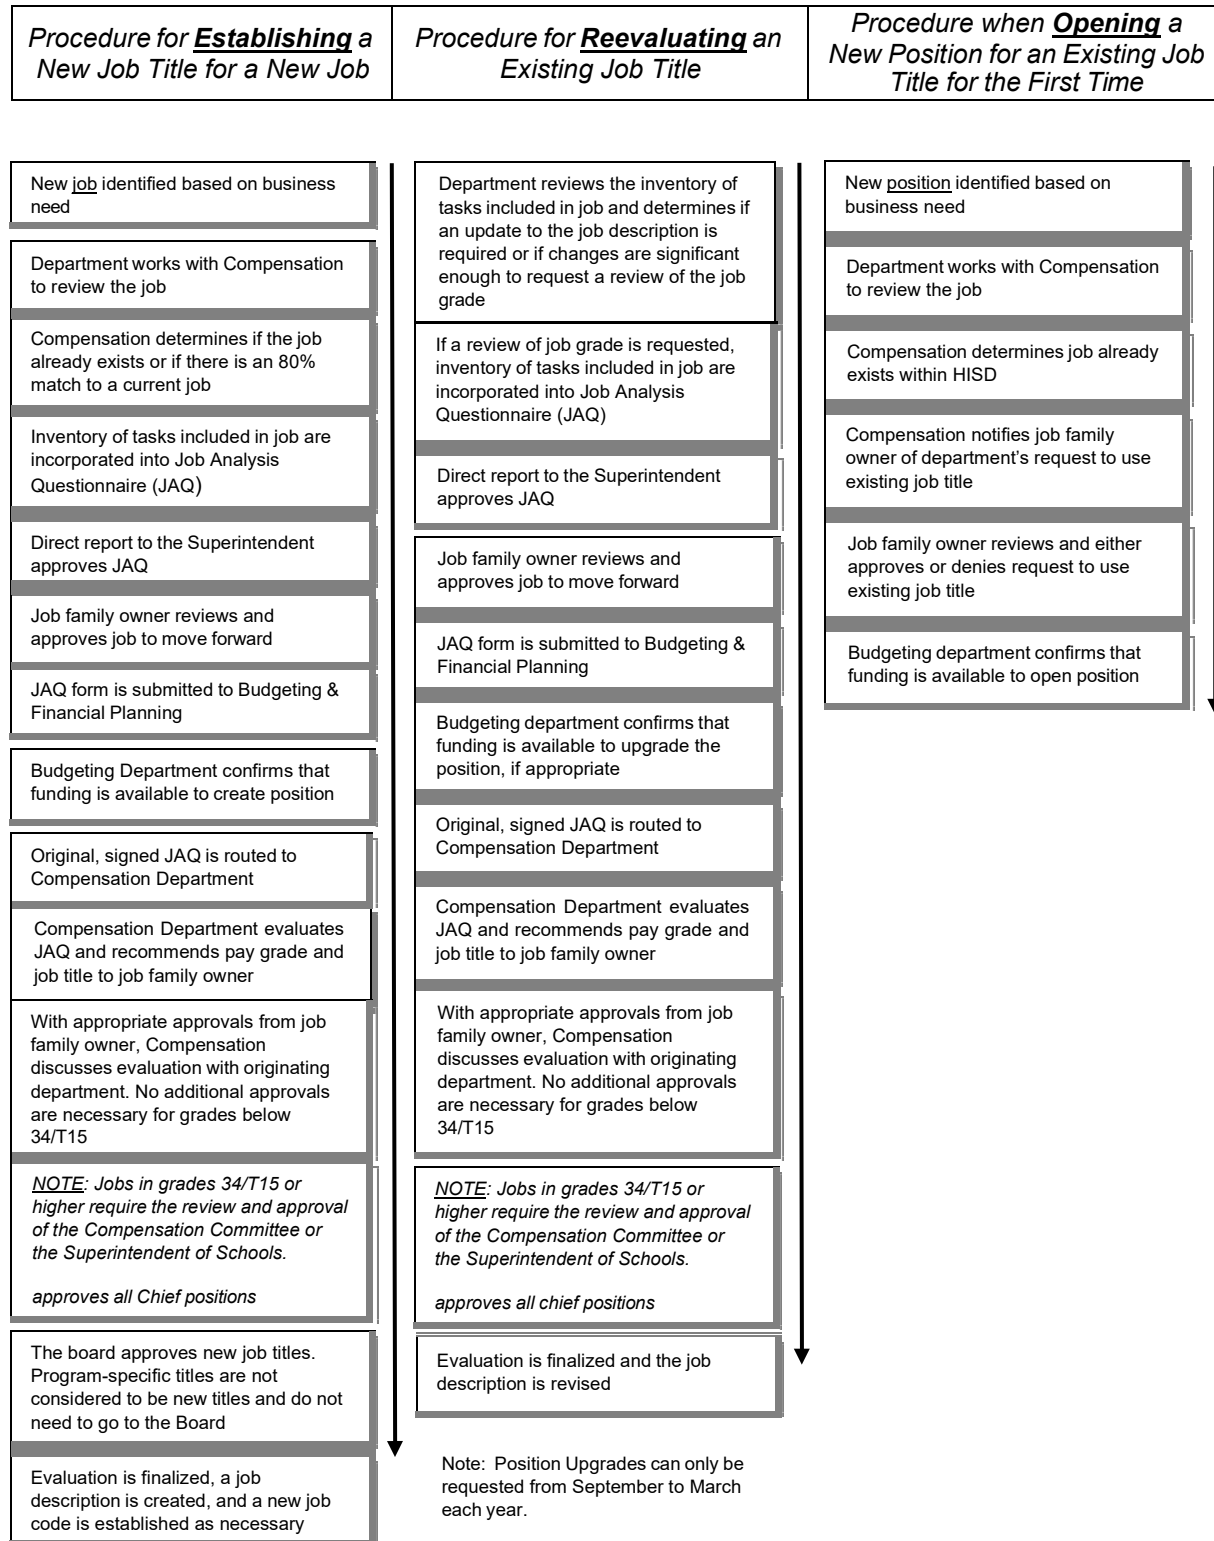 Procedure for Establishing a
New Job Title for a New Job
Procedure for Reevaluating an
Existing Job Title
Procedure when Opening a
New Position for an Existing Job
Title for the First Time
New job identified based on business
need
Department works with Compensation
to review the job
Compensation determines if the job
already exists or if there is an 80%
match to a current job
Inventory of tasks included in job are
incorporated into Job Analysis
Questionnaire (JAQ)
Direct report to the Superintendent
approves JAQ
Job family owner reviews and
approves job to move forward
JAQ form is submitted to Budgeting &
Financial Planning
Budgeting Department confirms that
funding is available to create position
Original, signed JAQ is routed to
Compensation Department
Compensation Department evaluates
JAQ and recommends pay grade and
job title to job family owner
With appropriate approvals from job
family owner, Compensation
discusses evaluation with originating
department. No additional approvals
are necessary for grades below
34/T15
NOTE: Jobs in grades 34/T15 or
higher require the review and approval
of the Compensation Committee or
the Superintendent of Schools.
approves all Chief positions
The board approves new job titles.
Program-specific titles are not
considered to be new titles and do not
need to go to the Board
Evaluation is finalized, a job
description is created, and a new job
code is established as necessary
Department reviews the inventory of
tasks included in job and determines if
an update to the job description is
required or if changes are significant
enough to request a review of the job
grade
If a review of job grade is requested,
inventory of tasks included in job are
incorporated into Job Analysis
Questionnaire (JAQ)
Direct report to the Superintendent
approves JAQ
Job family owner reviews and
approves job to move forward
JAQ form is submitted to Budgeting &
Financial Planning
Budgeting department confirms that
funding is available to upgrade the
position, if appropriate
Original, signed JAQ is routed to
Compensation Department
Compensation Department evaluates
JAQ and recommends pay grade and
job title to job family owner
With appropriate approvals from job
family owner, Compensation
discusses evaluation with originating
department. No additional approvals
are necessary for grades below
34/T15
NOTE: Jobs in grades 34/T15 or
higher require the review and approval
of the Compensation Committee or
the Superintendent of Schools.
approves all chief positions
Evaluation is finalized and the job
description is revised
Note: Position Upgrades can only be
requested from September to March
each year.
New position identified based on
business need
Department works with Compensation
to review the job
Compensation determines job already
exists within HISD
Compensation notifies job family
owner of department's request to use
existing job title
Job family owner reviews and either
approves or denies request to use
existing job title
Budgeting department confirms that
funding is available to open position